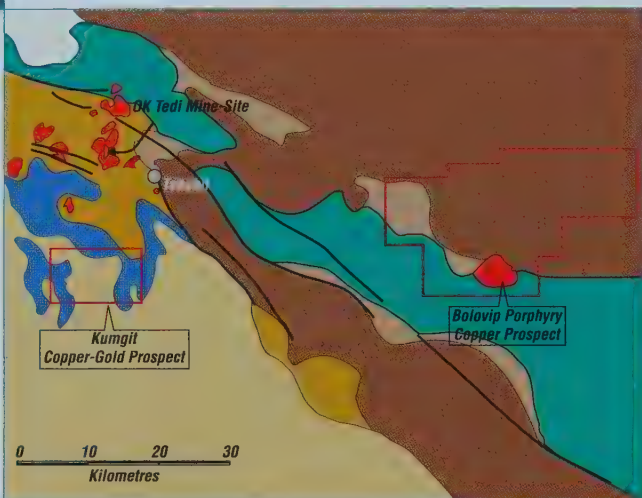 OK Tedi Mine-Site
Kumgit
Copper-Gold Prospect
Bolovip Porphyry
Copper Prospect
0 10 20 30
Kilometres